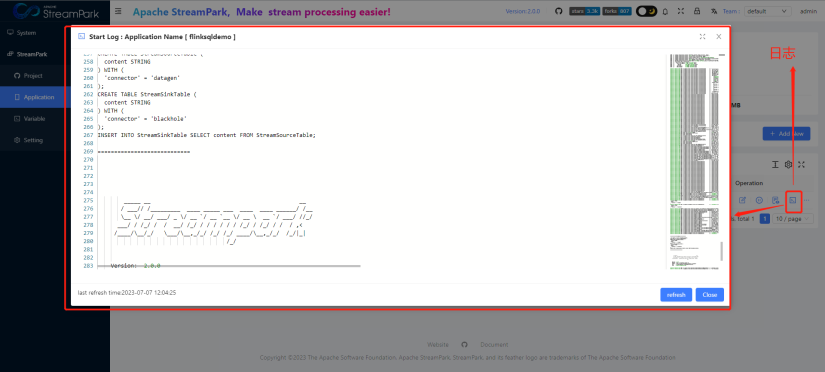 StreamPark
Apache StreamPark, Make stream processing easier!
Version:2.0.0
stars 3.3k forks 807
Team :
default
admin
System
StreamPark
Project
Application
Variable
Setting
Start Log : Application Name [ flinksqldemo ]
258 content STRING
259 ) WITH (
260 'connector' = 'datagen'
261 );
262 CREATE TABLE StreamSinkTable (
263 content STRING
264 ) WITH (
265 'connector' = 'blackhole'
266 );
267 INSERT INTO StreamSinkTable SELECT content FROM StreamSourceTable;
268
269 ============================
270
271
272
273
274
275
276
277
278
279
280
281
282
283 Version: 2.0.0
last refresh time:2023-07-07 12:04:25
refresh
Close
日志
MB
Add New
Operation
total 1
1
10 / page
Website
Document
Copyright ©2023 The Apache Software Foundation. Apache StreamPark, StreamPark, and its feather logo are trademarks of The Apache Software Foundation